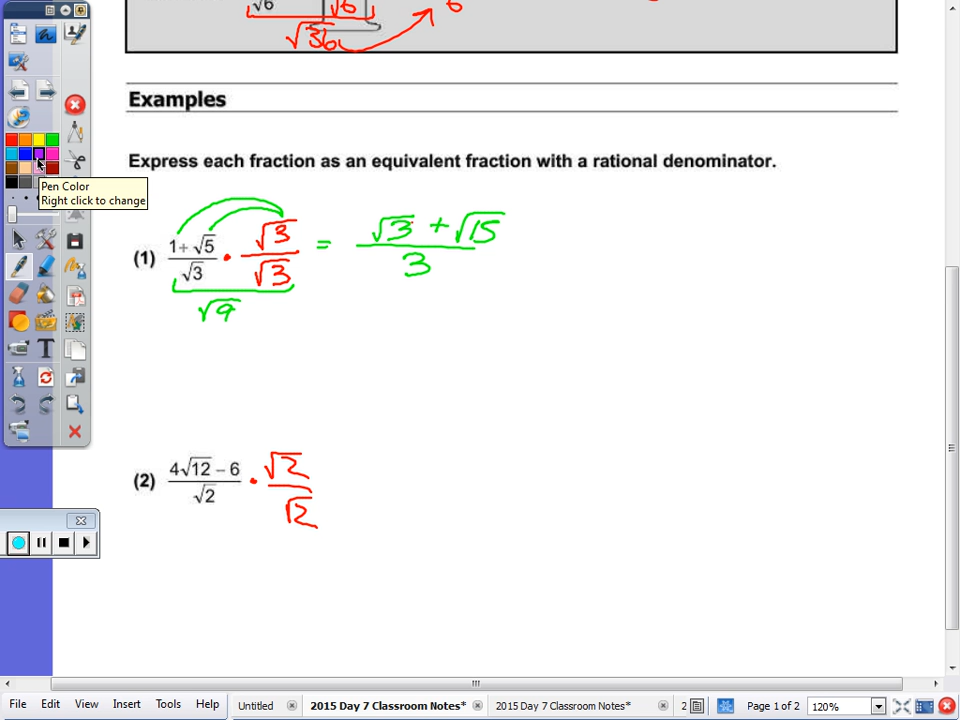 √6 √6 6
√36
Examples
Express each fraction as an equivalent fraction with a rational denominator.
Pen Color
Right click to change
(1) (1+√5)/√3 • √3/√3 = (√3 + √15)/3
√9
(2) (4√12 – 6)/√2 • √2/√2
File Edit View Insert Tools Help Untitled 2015 Day 7 Classroom Notes* 2015 Day 7 Classroom Notes* 2 Page 1 of 2 120%